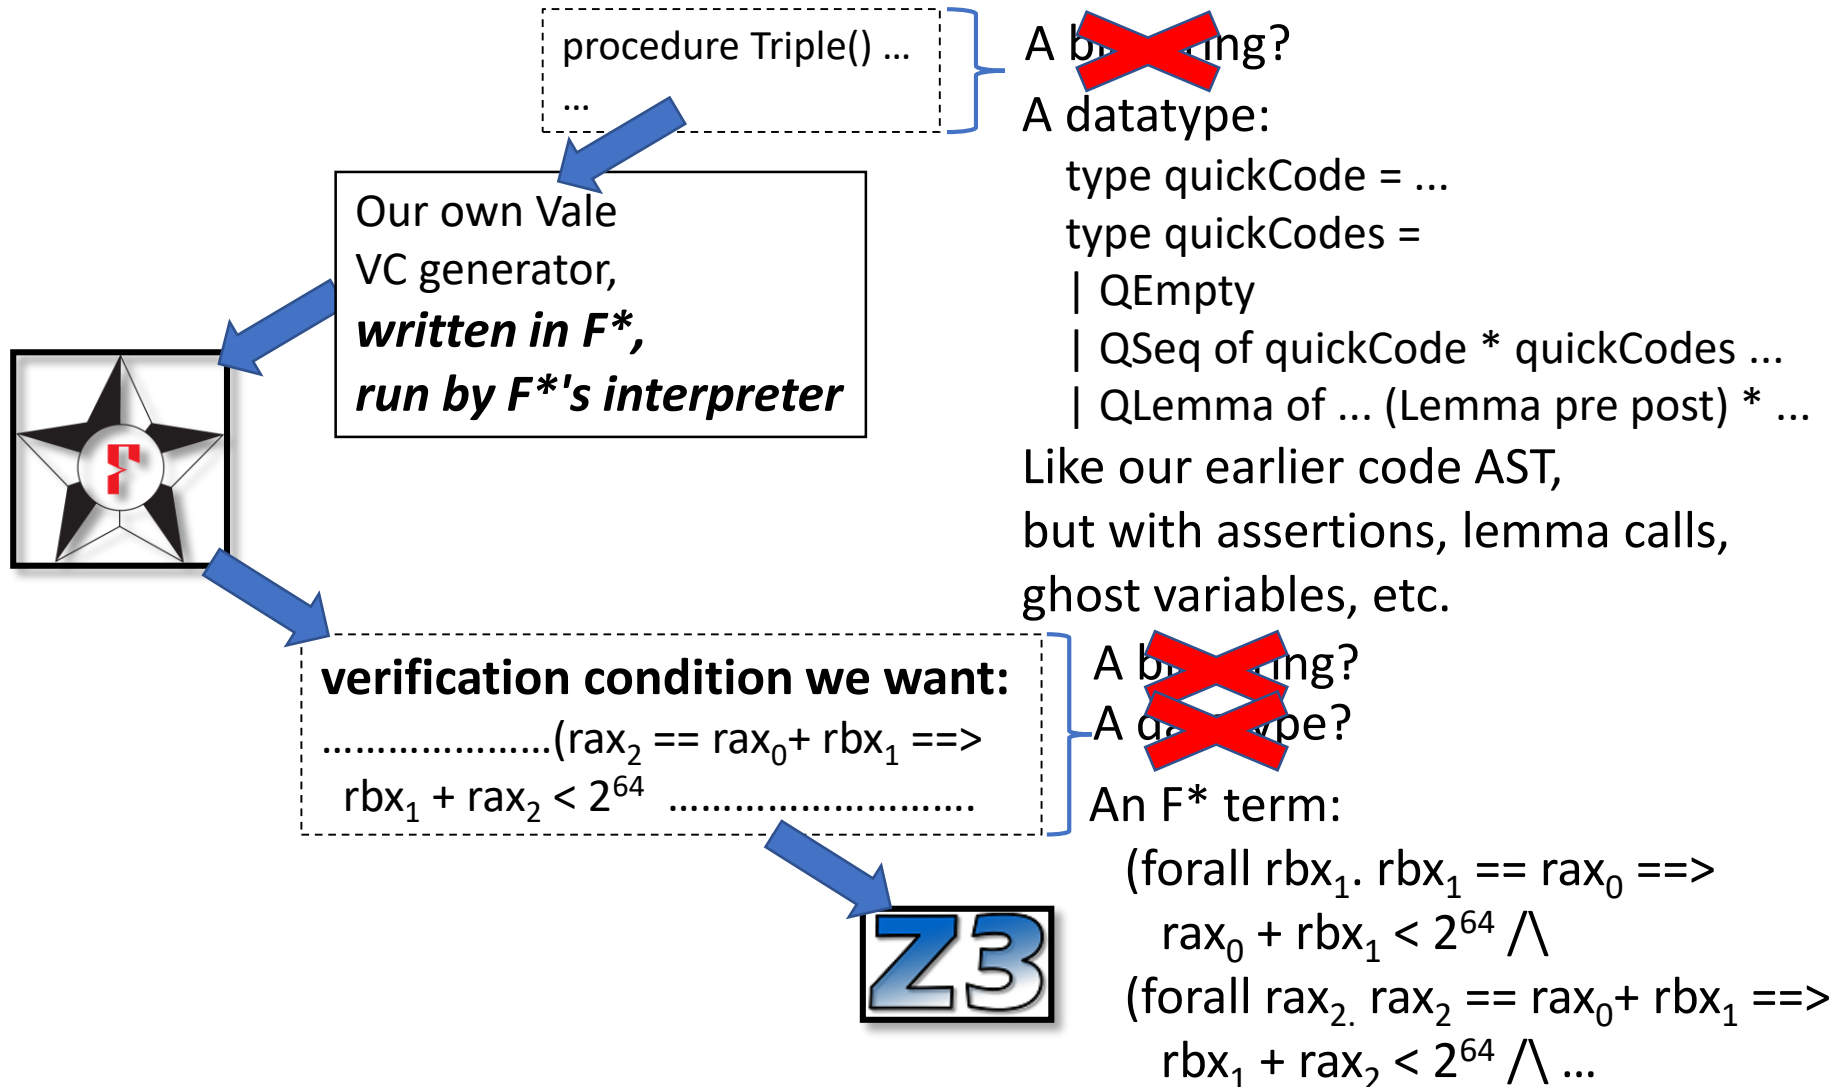 procedure Triple() ...
...
A ng?
A datatype:
type quickCode = ...
type quickCodes =
| QEmpty
| QSeq of quickCode * quickCodes ...
| QLemma of ... (Lemma pre post) * ...
Like our earlier code AST,
but with assertions, lemma calls,
ghost variables, etc.
Our own Vale
VC generator,
written in F*,
run by F*'s interpreter
F
verification condition we want:
.....................(rax₂ == rax₀+ rbx₁ ==>
rbx₁ + rax₂ < 2⁶⁴ ............................
A ng?
A pe?
An F* term:
(forall rbx₁. rbx₁ == rax₀ ==>
rax₀ + rbx₁ < 2⁶⁴ /\
(forall rax₂. rax₂ == rax₀+ rbx₁ ==>
rbx₁ + rax₂ < 2⁶⁴ /\ ...
Z3